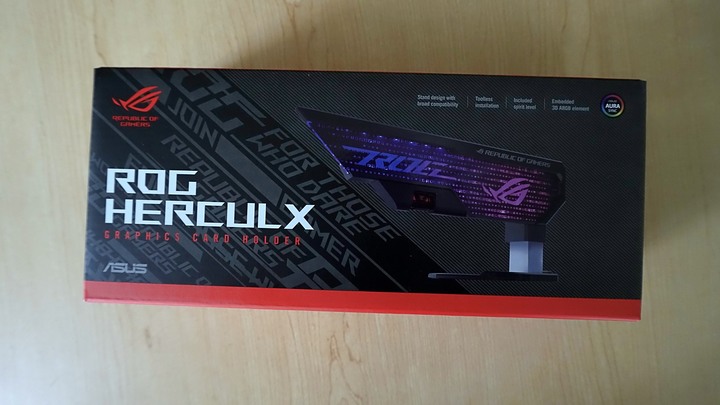 REPUBLIC OF
GAMERS
Stand design with
broad compatibility
Toolless
installation
Included
spirit level
Embedded
3D ARGB element
AURA
SYNC
JOIN
REPUBLIC
FOR THOSE
WHO DARE
ROG
REPUBLIC OF GAMERS
ROG
HERCULX
GRAPHICS CARD HOLDER
ASUS